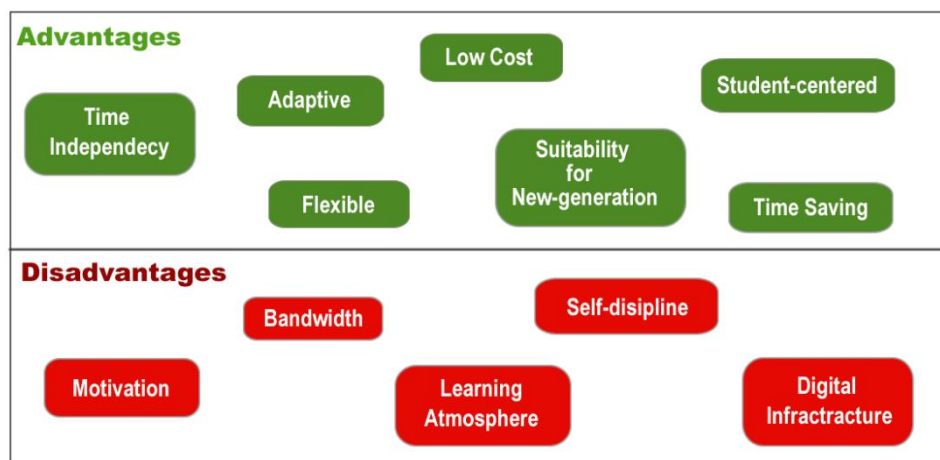 Advantages
Low Cost
Student-centered
Adaptive
Time
Independecy
Suitability
for
New-generation
Flexible
Time Saving
Disadvantages
Bandwidth
Self-disipline
Motivation
Learning
Atmosphere
Digital
Infractracture